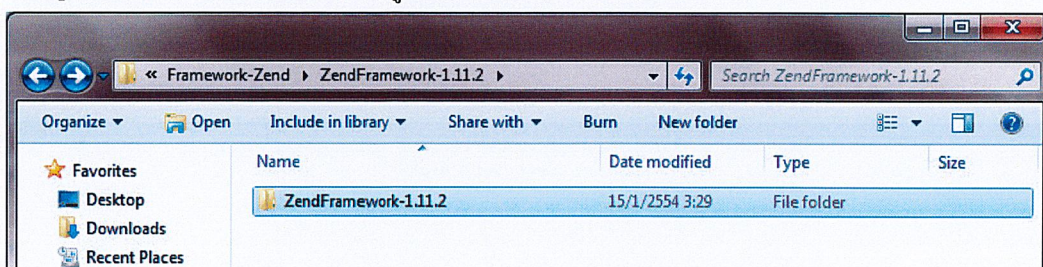 « Framework-Zend ▸ ZendFramework-1.11.2 ▸ Search ZendFramework-1.11.2
Organize Open Include in library Share with Burn New folder
Favorites Name Date modified Type Size
Desktop ZendFramework-1.11.2 15/1/2554 3:29 File folder
Downloads
Recent Places